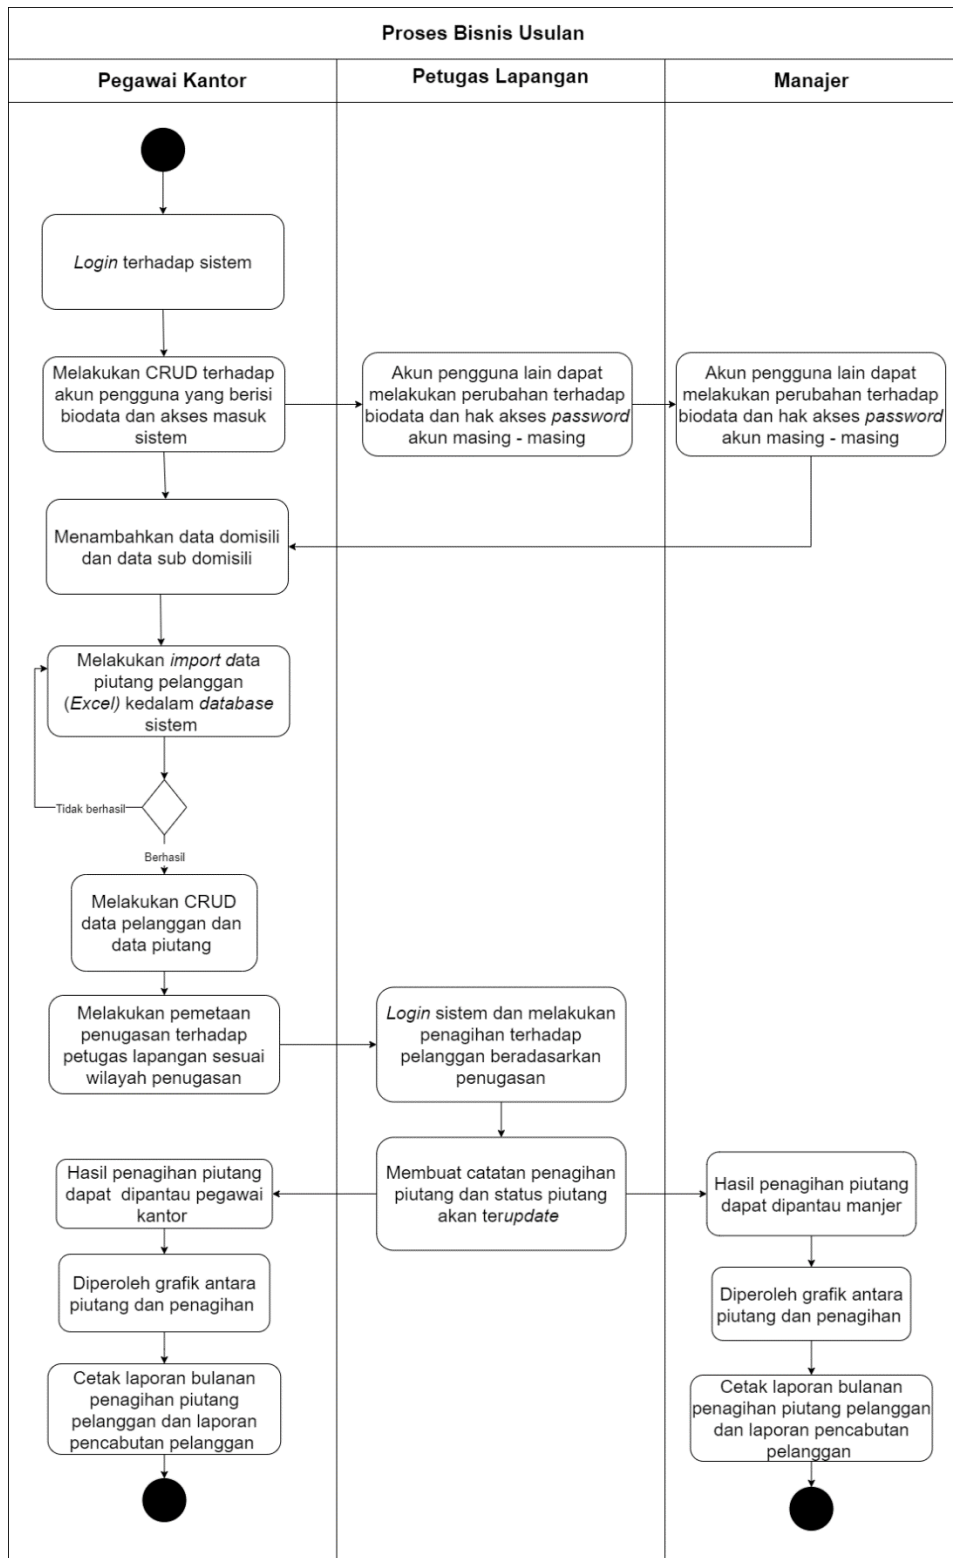 Proses Bisnis Usulan
Pegawai Kantor
Petugas Lapangan
Manajer
Login terhadap sistem
Melakukan CRUD terhadap
akun pengguna yang berisi
biodata dan akses masuk
sistem
Akun pengguna lain dapat
melakukan perubahan terhadap
biodata dan hak akses password
akun masing - masing
Akun pengguna lain dapat
melakukan perubahan terhadap
biodata dan hak akses password
akun masing - masing
Menambahkan data domisili
dan data sub domisili
Melakukan import data
piutang pelanggan
(Excel) kedalam database
sistem
Tidak berhasil
Berhasil
Melakukan CRUD
data pelanggan dan
data piutang
Melakukan pemetaan
penugasan terhadap
petugas lapangan sesuai
wilayah penugasan
Login sistem dan melakukan
penagihan terhadap
pelanggan beradasarkan
penugasan
Hasil penagihan piutang
dapat dipantau pegawai
kantor
Membuat catatan penagihan
piutang dan status piutang
akan terupdate
Hasil penagihan piutang
dapat dipantau manjer
Diperoleh grafik antara
piutang dan penagihan
Diperoleh grafik antara
piutang dan penagihan
Cetak laporan bulanan
penagihan piutang
pelanggan dan laporan
pencabutan pelanggan
Cetak laporan bulanan
penagihan piutang pelanggan
dan laporan pencabutan
pelanggan